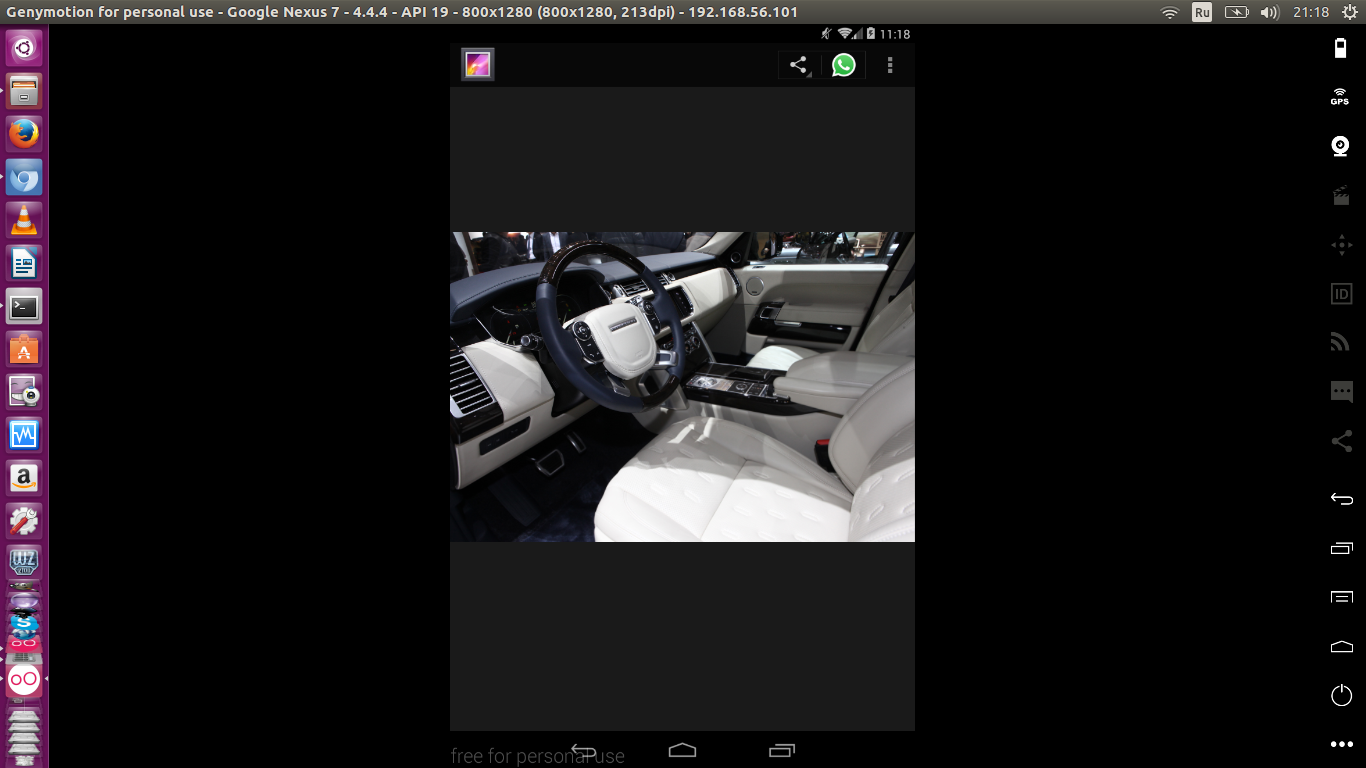 Genymotion for personal use - Google Nexus 7 - 4.4.4 - API 19 - 800x1280 (800x1280, 213dpi) - 192.168.56.101
Ru
21:18
11:18
GPS
ID
a
WZ
free for personal use